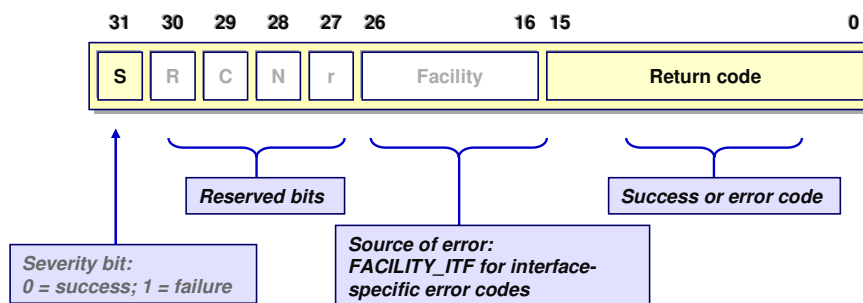 31 30 29 28 27 26 16 15 0
S R C N r Facility Return code
Reserved bits
Success or error code
Severity bit:
0 = success; 1 = failure
Source of error:
FACILITY_ITF for interface-
specific error codes